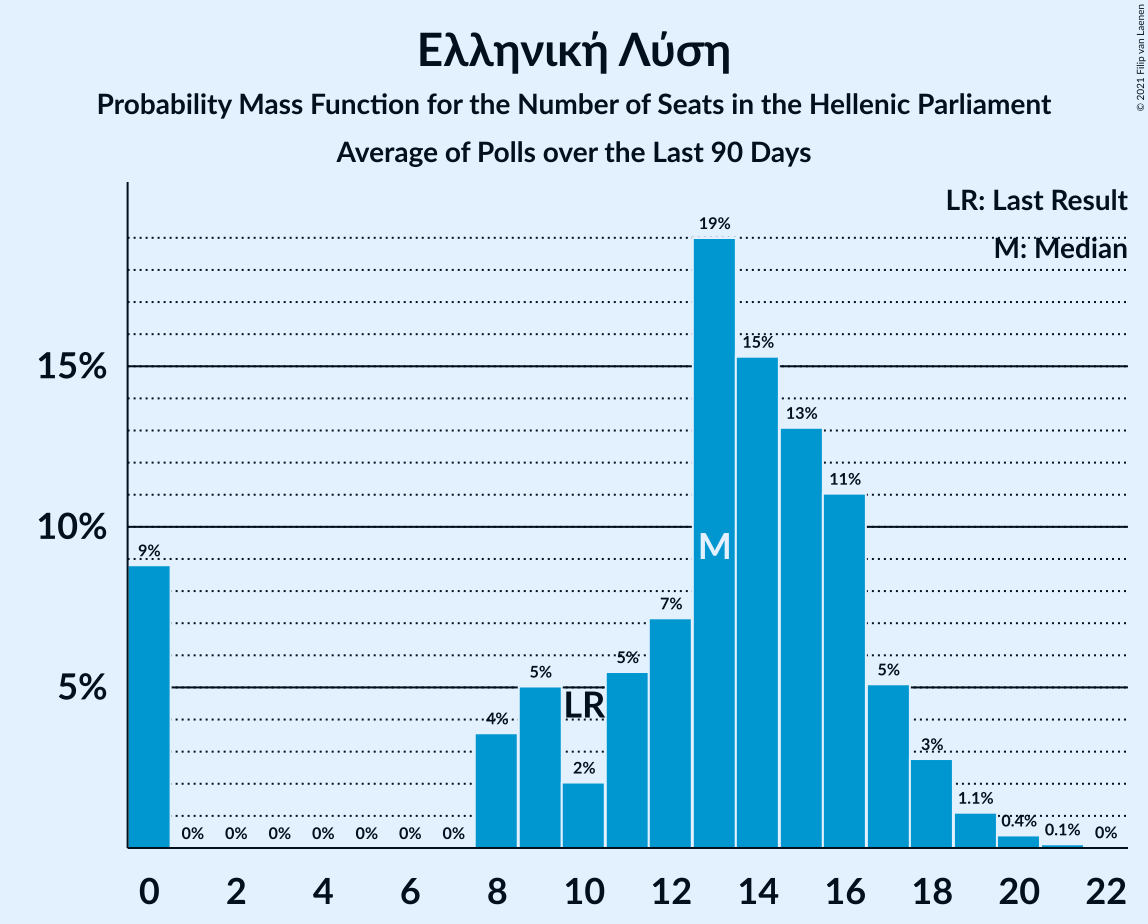 Ελληνική Λύση
Probability Mass Function for the Number of Seats in the Hellenic Parliament
Average of Polls over the Last 90 Days
© 2021 Filip van Laenen
LR: Last Result
M: Median
19%
15%
15%
13%
11%
10%
9%
M
7%
5%
5%
5%
5%
LR
4%
3%
2%
1.1%
0.4%
0.1%
0%
0%
0%
0%
0%
0%
0%
0%
0 2 4 6 8 10 12 14 16 18 20 22